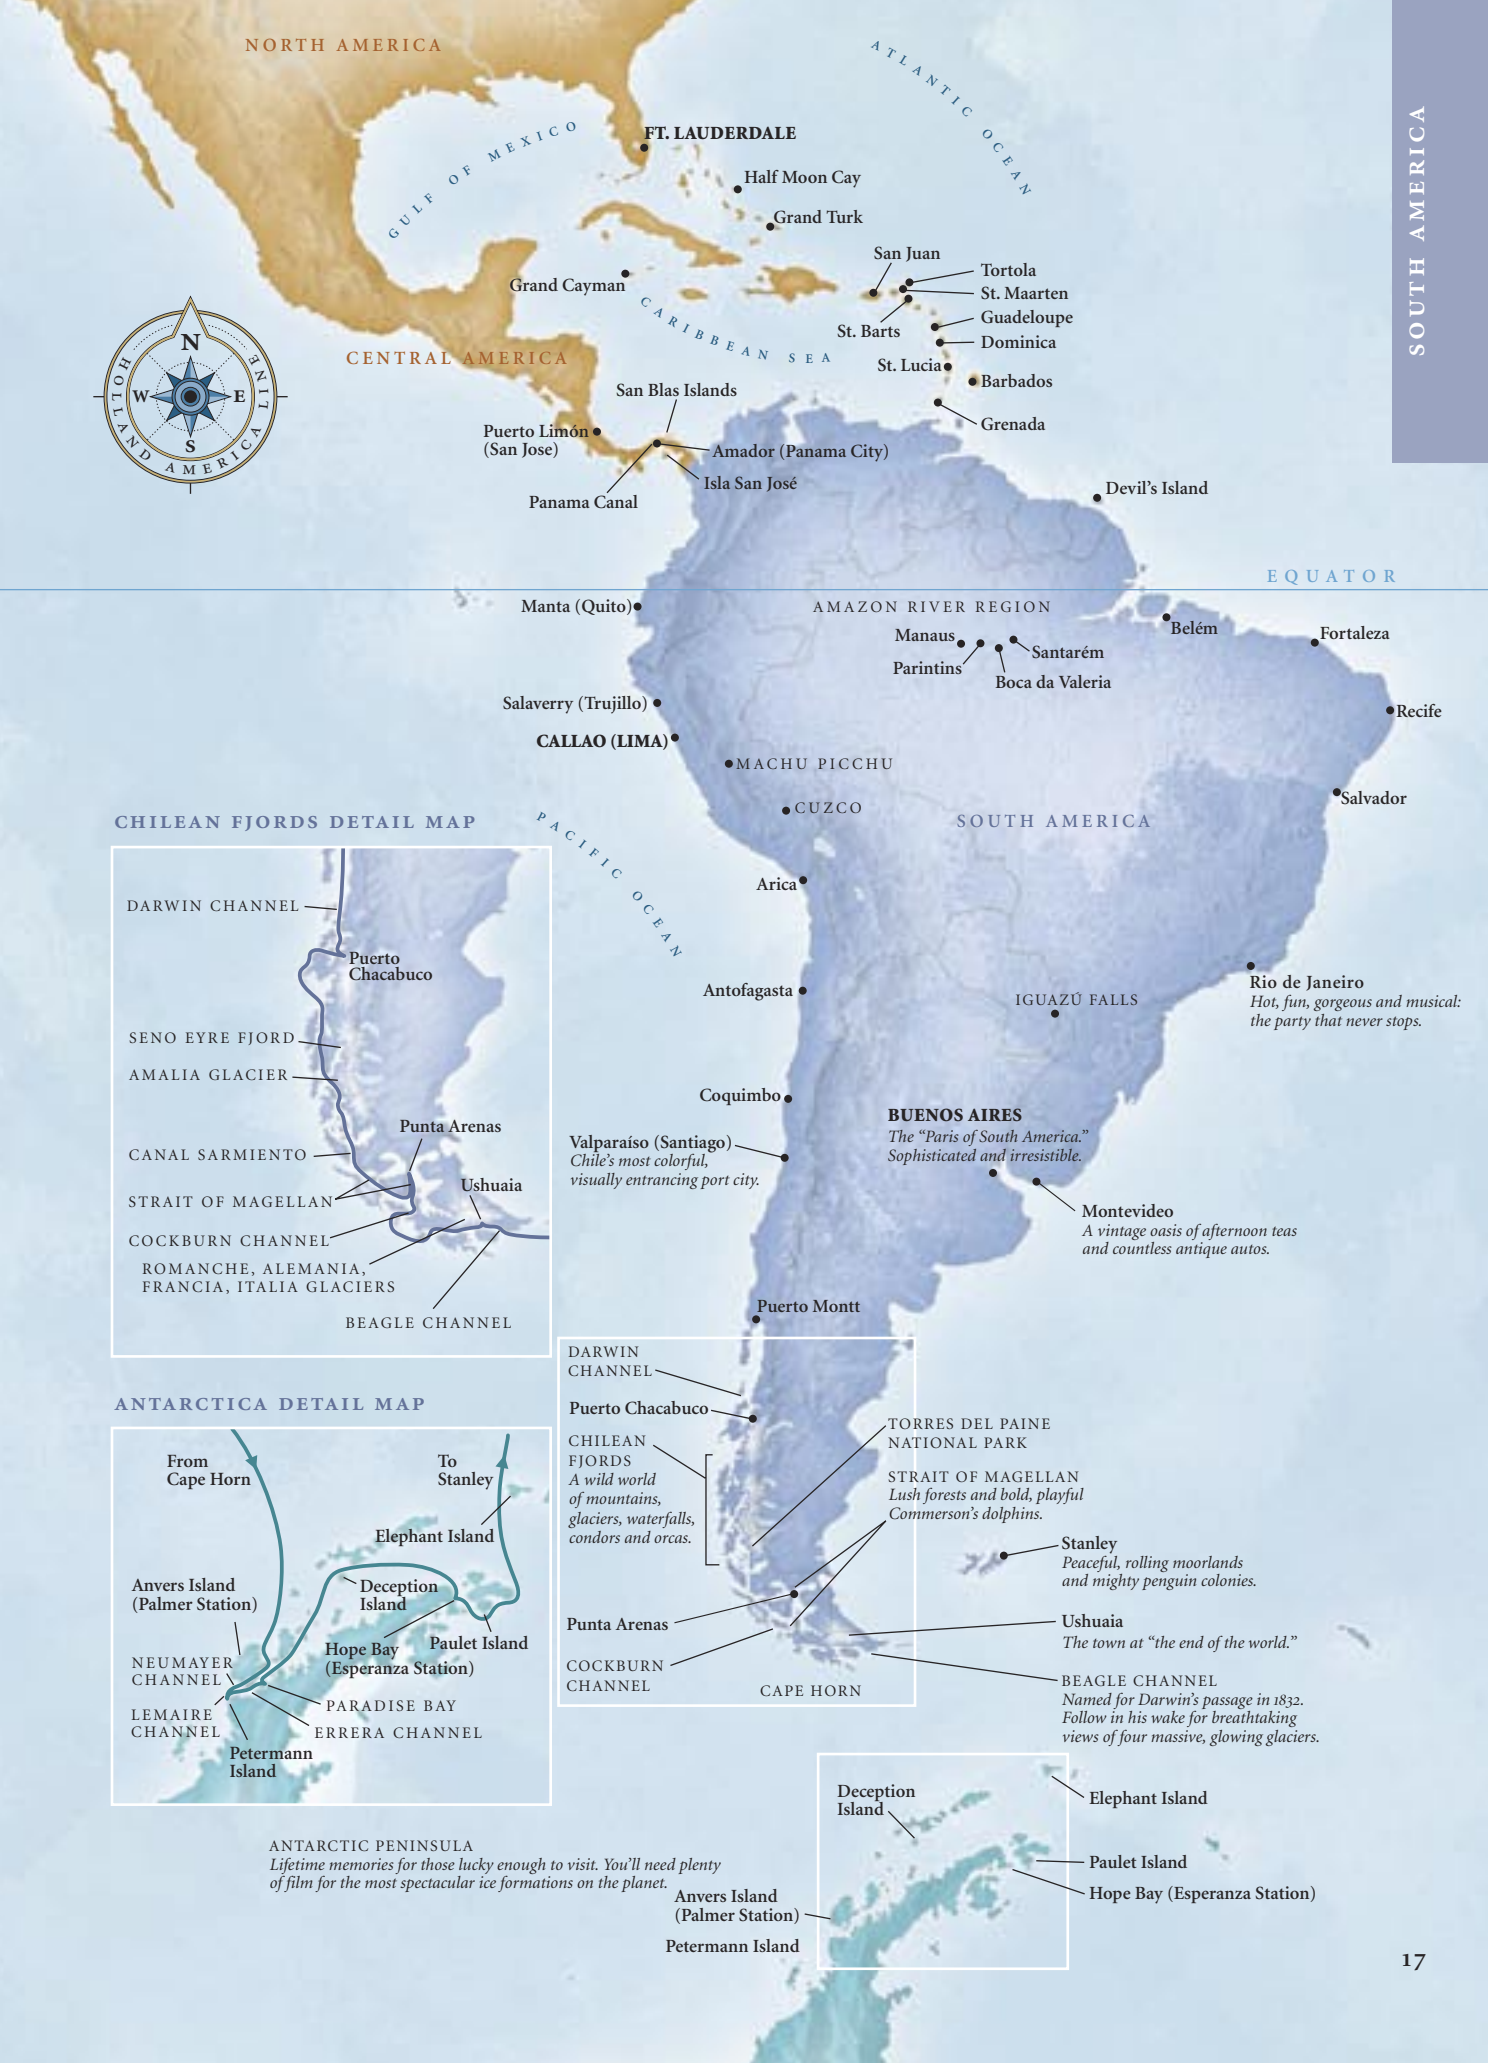 NORTH AMERICA
ATLANTIC OCEAN
SOUTH AMERICA
GULF OF MEXICO
FT. LAUDERDALE
Half Moon Cay
Grand Turk
San Juan
Tortola
St. Maarten
Grand Cayman
CARIBBEAN SEA
St. Barts
Guadeloupe
Dominica
CENTRAL AMERICA
St. Lucia
Barbados
San Blas Islands
Grenada
Puerto Limón
(San Jose)
Amador (Panama City)
Isla San José
Panama Canal
Devil's Island
N
W
E
S
HOLLAND AMERICA LINE
EQUATOR
Manta (Quito)
AMAZON RIVER REGION
Manaus
Santarém
Parintins
Boca da Valeria
Belém
Fortaleza
Salaverry (Trujillo)
Recife
CALLAO (LIMA)
MACHU PICCHU
Salvador
CUZCO
PACIFIC OCEAN
SOUTH AMERICA
Arica
Antofagasta
IGUAZÚ FALLS
Rio de Janeiro
Hot, fun, gorgeous and musical:
the party that never stops.
Coquimbo
BUENOS AIRES
The “Paris of South America.”
Sophisticated and irresistible.
Valparaíso (Santiago)
Chile's most colorful,
visually entrancing port city.
Montevideo
A vintage oasis of afternoon teas
and countless antique autos.
Puerto Montt
CHILEAN FJORDS DETAIL MAP
DARWIN CHANNEL
Puerto
Chacabuco
SENO EYRE FJORD
AMALIA GLACIER
Punta Arenas
CANAL SARMIENTO
Ushuaia
STRAIT OF MAGELLAN
COCKBURN CHANNEL
ROMANCHE, ALEMANIA,
FRANCIA, ITALIA GLACIERS
BEAGLE CHANNEL
DARWIN
CHANNEL
Puerto Chacabuco
CHILEAN
FJORDS
A wild world
of mountains,
glaciers, waterfalls,
condors and orcas.
TORRES DEL PAINE
NATIONAL PARK
STRAIT OF MAGELLAN
Lush forests and bold, playful
Commerson's dolphins.
Stanley
Peaceful, rolling moorlands
and mighty penguin colonies.
Punta Arenas
Ushuaia
The town at “the end of the world.”
COCKBURN
CHANNEL
CAPE HORN
BEAGLE CHANNEL
Named for Darwin's passage in 1832.
Follow in his wake for breathtaking
views of four massive, glowing glaciers.
ANTARCTICA DETAIL MAP
From
Cape Horn
To
Stanley
Elephant Island
Anvers Island
(Palmer Station)
Deception
Island
Hope Bay
(Esperanza Station)
Paulet Island
NEUMAYER
CHANNEL
PARADISE BAY
LEMAIRE
CHANNEL
ERRERA CHANNEL
Petermann
Island
Deception
Island
Elephant Island
ANTARCTIC PENINSULA
Lifetime memories for those lucky enough to visit. You'll need plenty
of film for the most spectacular ice formations on the planet.
Paulet Island
Hope Bay (Esperanza Station)
Anvers Island
(Palmer Station)
Petermann Island
17